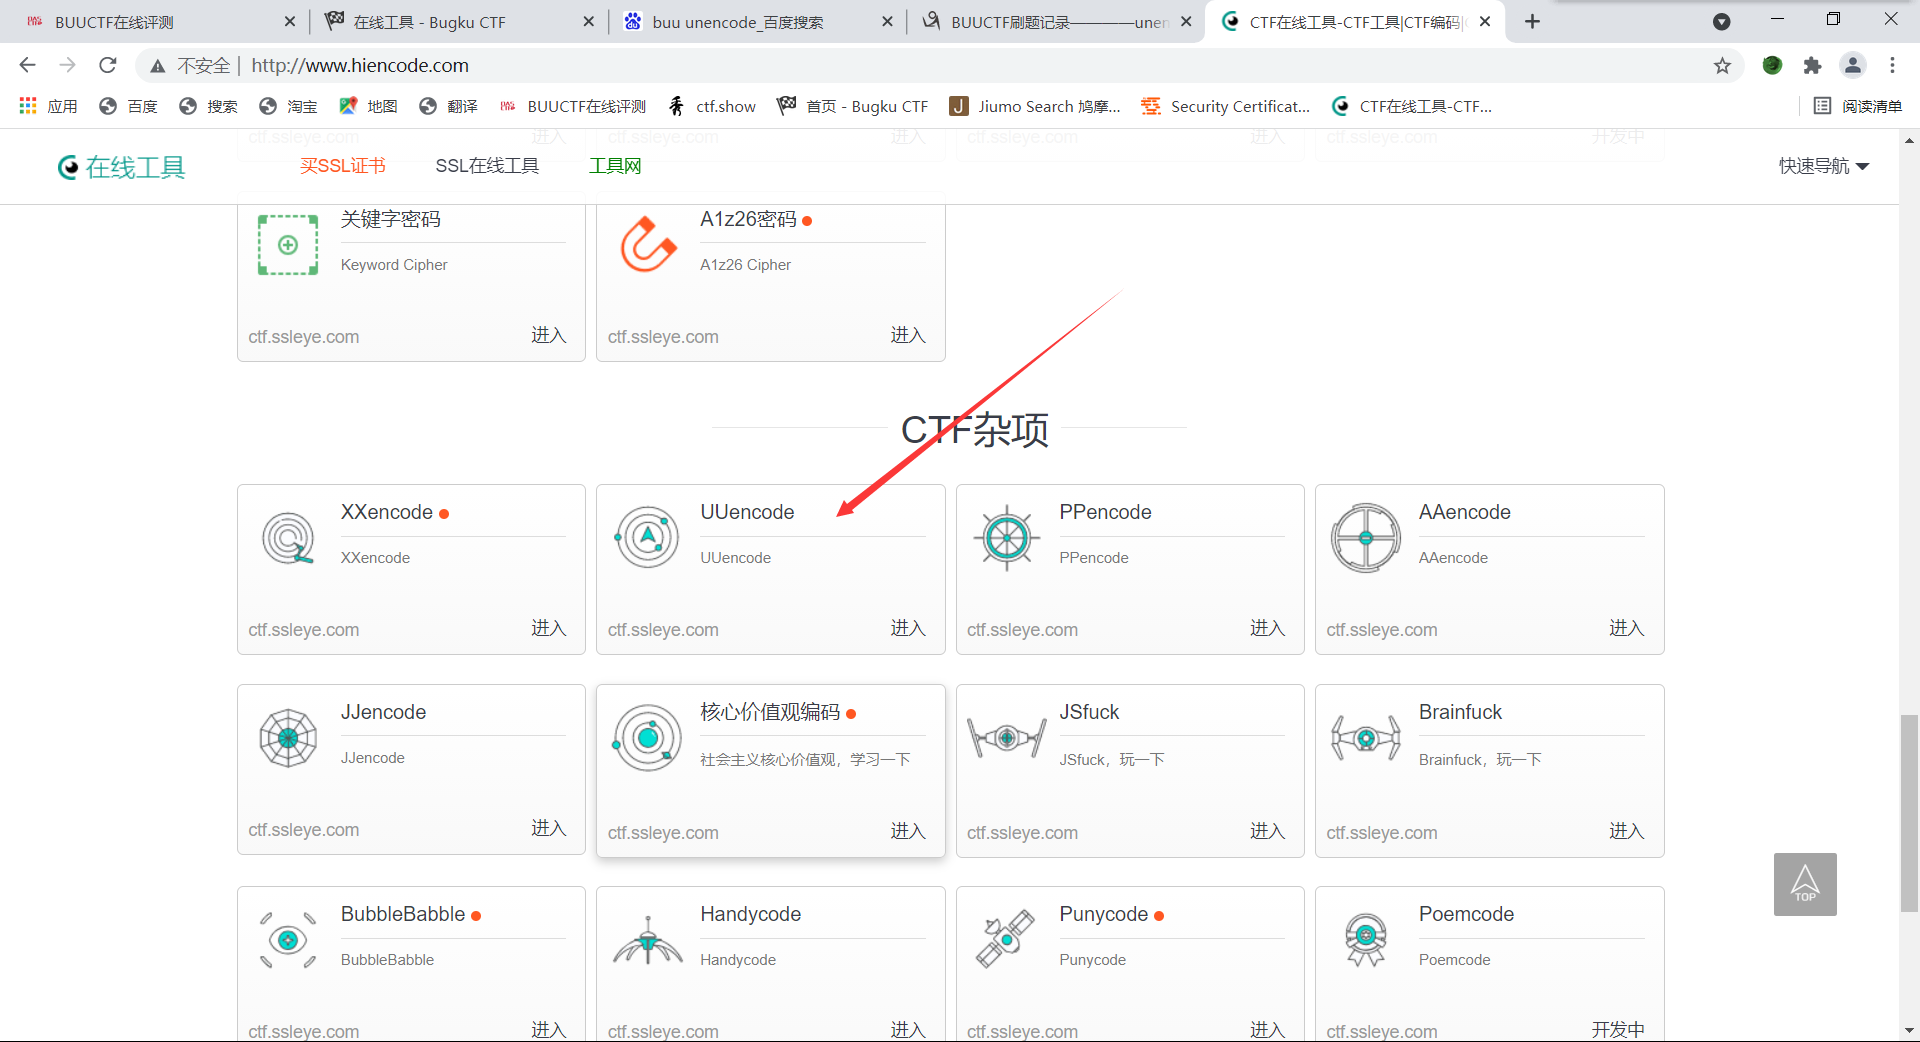 BUUCTF在线评测
在线工具 - Bugku CTF
buu unencode_百度搜索
BUUCTF刷题记录————unen
CTF在线工具-CTF工具|CTF编码|
不安全 | http://www.hiencode.com
应用 百度 搜索 淘宝 地图 翻译 BUUCTF在线评测 ctf.show 首页 - Bugku CTF Jiumo Search 鸠摩... Security Certificat... CTF在线工具-CTF... 阅读清单
ctf.ssleye.com 进入 ctf.ssleye.com 进入 ctf.ssleye.com 进入 ctf.ssleye.com 开发中
在线工具 买SSL证书 SSL在线工具 工具网 快速导航
关键字密码
Keyword Cipher
ctf.ssleye.com 进入
A1z26密码
A1z26 Cipher
ctf.ssleye.com 进入
CTF杂项
XXencode
XXencode
ctf.ssleye.com 进入
UUencode
UUencode
ctf.ssleye.com 进入
PPencode
PPencode
ctf.ssleye.com 进入
AAencode
AAencode
ctf.ssleye.com 进入
JJencode
JJencode
ctf.ssleye.com 进入
核心价值观编码
社会主义核心价值观，学习一下
ctf.ssleye.com 进入
JSfuck
JSfuck，玩一下
ctf.ssleye.com 进入
Brainfuck
Brainfuck，玩一下
ctf.ssleye.com 进入
BubbleBabble
BubbleBabble
ctf.ssleye.com 进入
Handycode
Handycode
ctf.ssleye.com 进入
Punycode
Punycode
ctf.ssleye.com 进入
Poemcode
Poemcode
ctf.ssleye.com 开发中
TOP